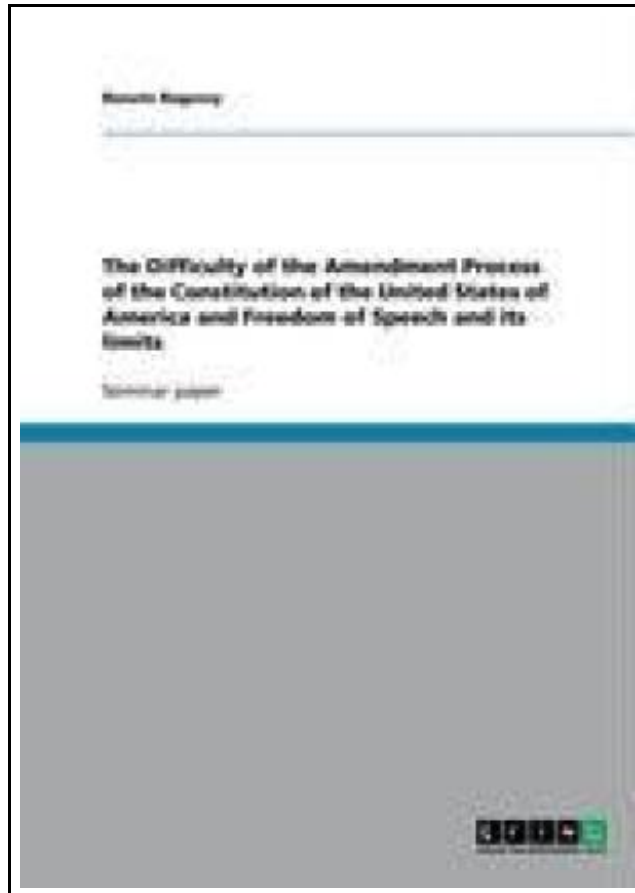 The Difficulty of the Amendment Process
of the Constitution of the United States of
America and Freedom of Speech and its
limits
Seminar paper
GRIN